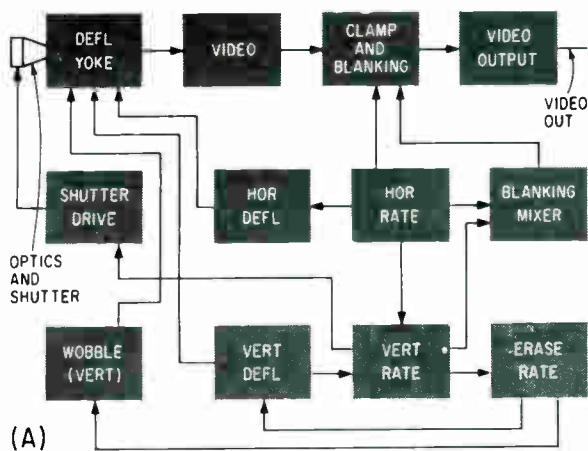 DEFL
YOKE
VIDEO
CLAMP
AND
BLANKING
VIDEO
OUTPUT
VIDEO
OUT
SHUTTER
DRIVE
HOR
DEFL
HOR
RATE
BLANKING
MIXER
OPTICS
AND
SHUTTER
WOBBLE
(VERT)
VERT
DEFL
VERT
RATE
ERASE
RATE
(A)